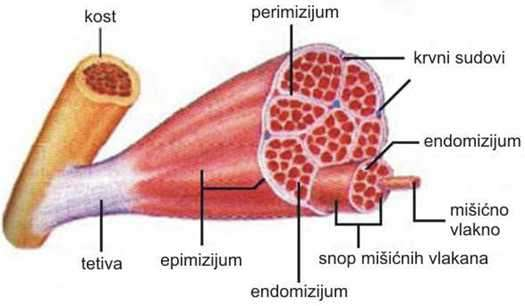 kost
perimizijum
krvni sudovi
endomizijum
mišićno
vlakno
snop mišićnih vlakana
tetiva
epimizijum
endomizijum